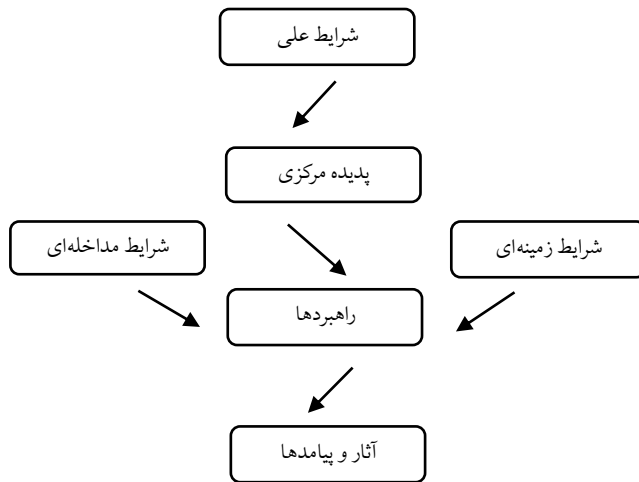 شرایط علی
پدیده مرکزی
شرایط زمینه‌ای
شرایط مداخله‌ای
راهبردها
آثار و پیامدها